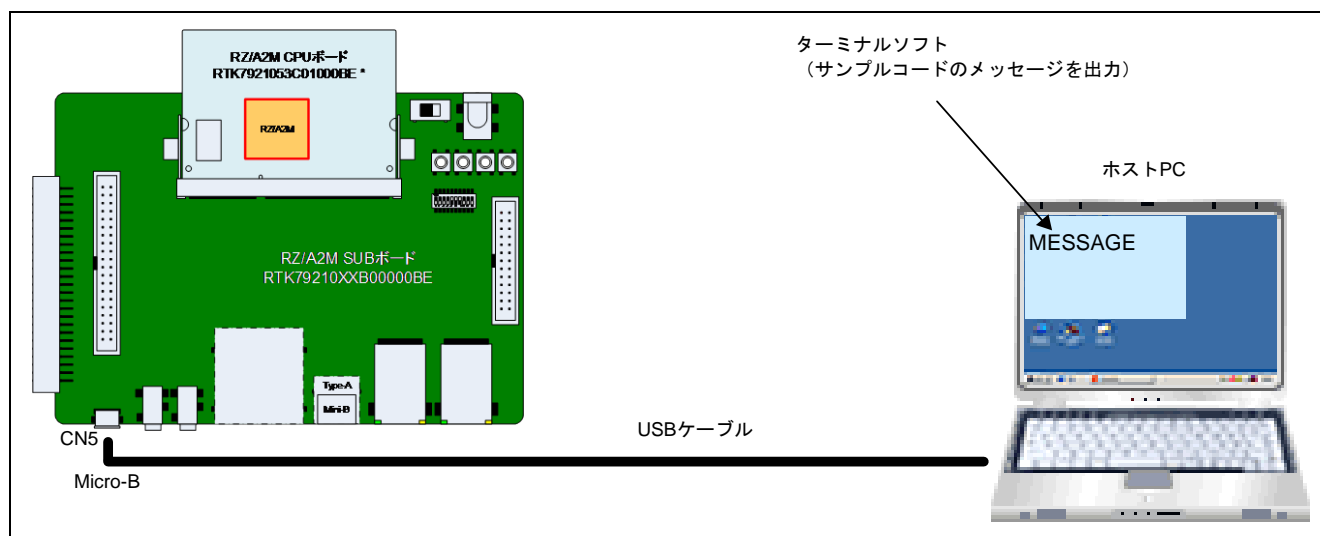 RZ/A2M CPUボード
RTK7921053C01000BE *
RZ/A2M
RZ/A2M SUBボード
RTK79210XXB00000BE
Type-A
Mini-B
CN5
Micro-B
USBケーブル
ターミナルソフト
（サンプルコードのメッセージを出力）
ホストPC
MESSAGE